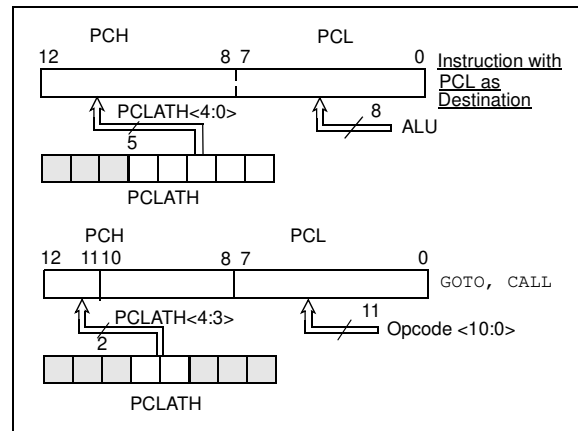 PCH PCL
12 8 7 0
Instruction with
PCL as
Destination
PCLATH<4:0>
8
5
ALU
PCLATH
PCH PCL
12 11 10 8 7 0
GOTO, CALL
PCLATH<4:3>
11
2
Opcode <10:0>
PCLATH